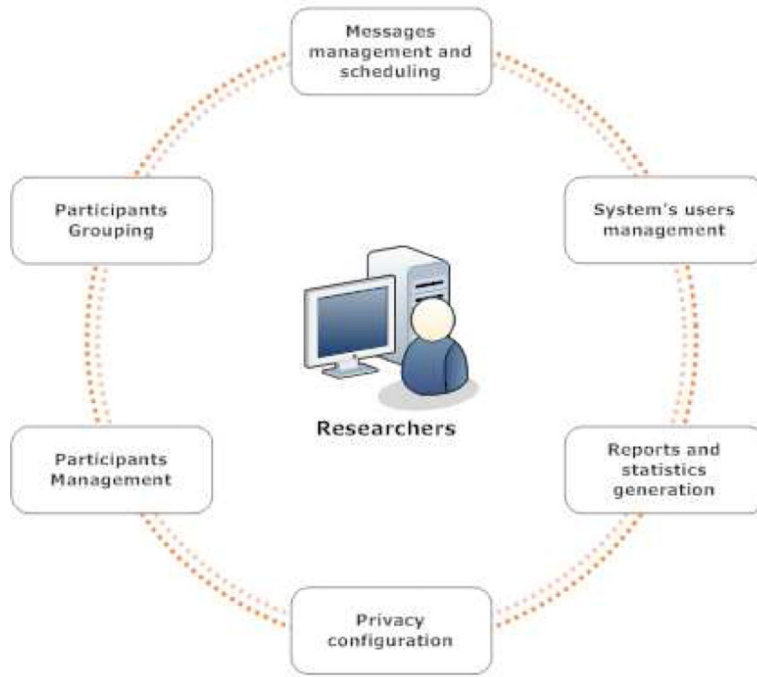 Messages
management and
scheduling
Participants
Grouping
System's users
management
Researchers
Participants
Management
Reports and
statistics
generation
Privacy
configuration